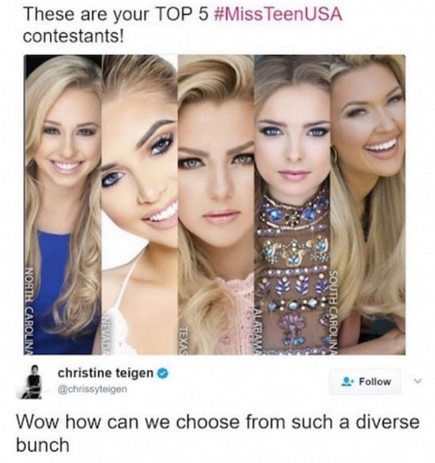 These are your TOP 5 #MissTeenUSA
contestants!
NORTH CAROLINA
NEVADA
TEXAS
ALABAMA
SOUTH CAROLINA
christine teigen
@chrissyteigen
Follow
Wow how can we choose from such a diverse
bunch